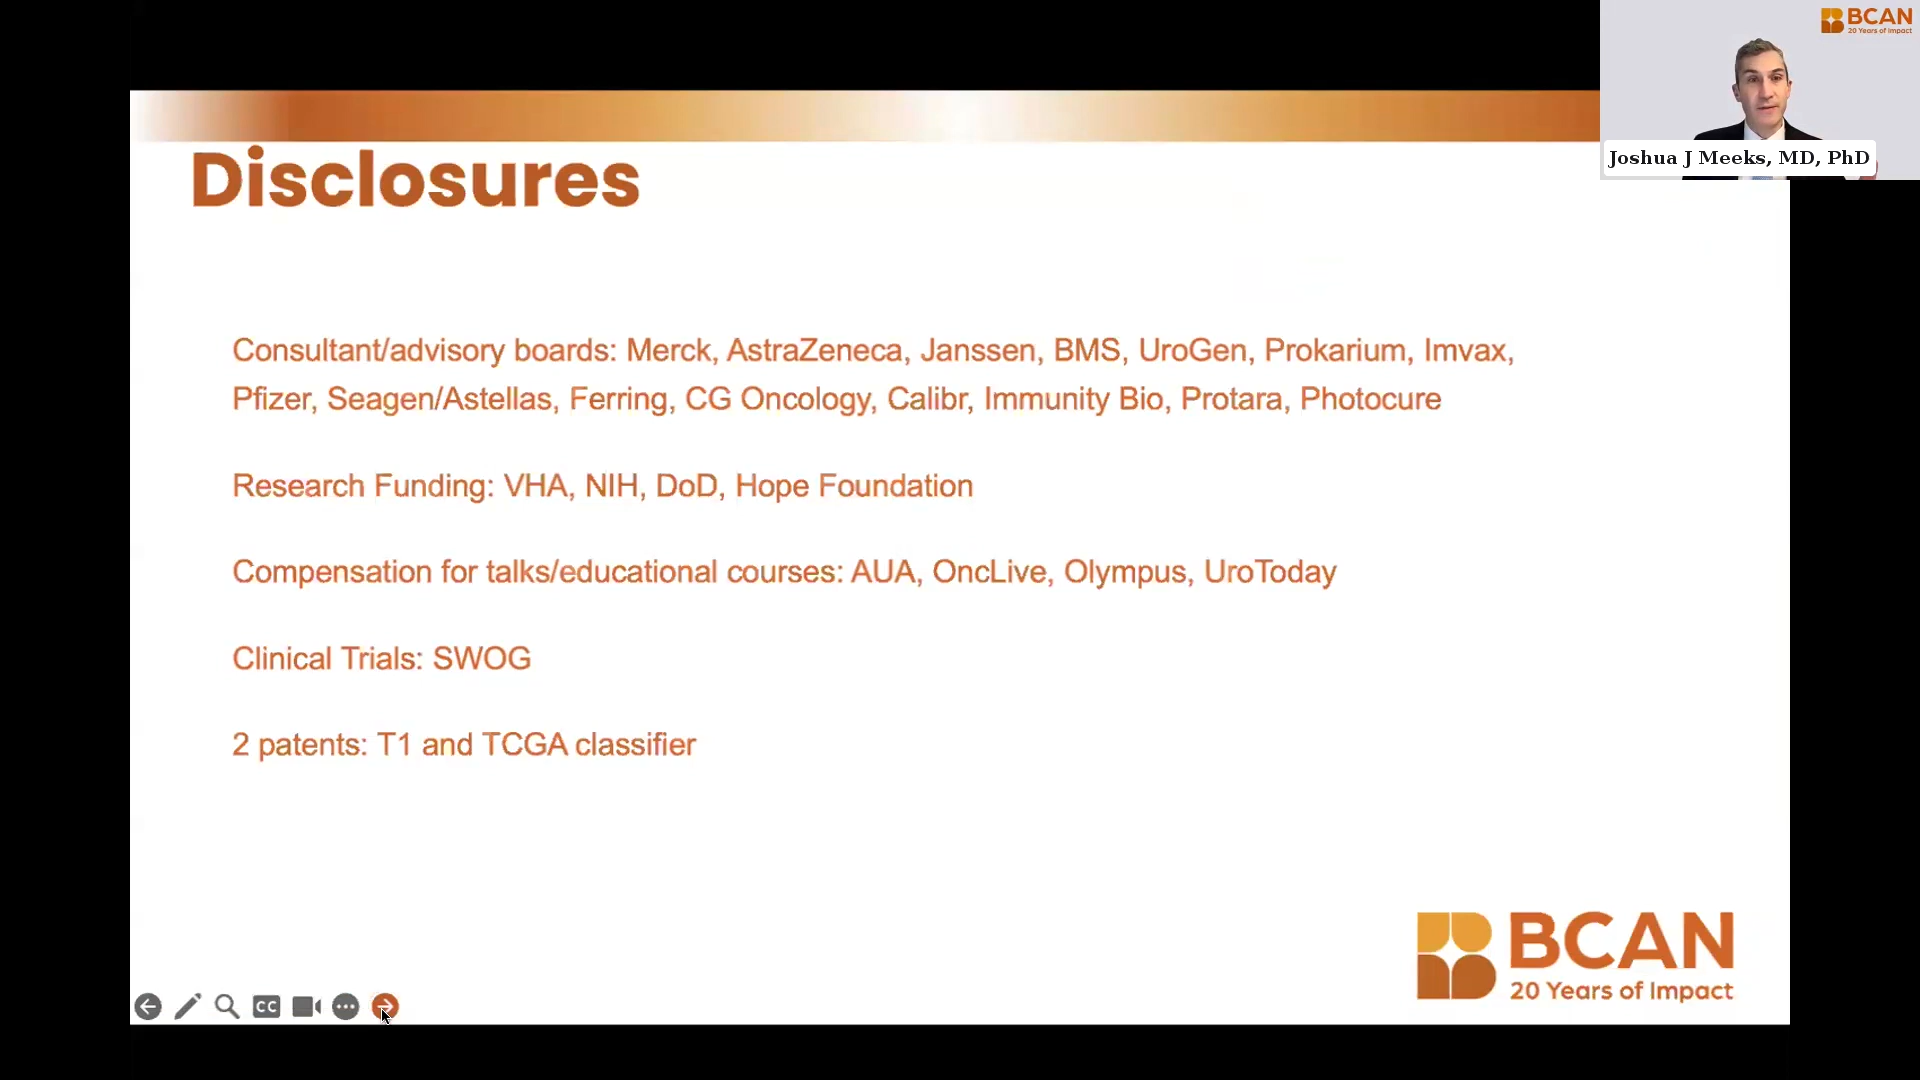 BCAN
20 Years of Impact
Joshua J Meeks, MD, PhD
Disclosures
Consultant/advisory boards: Merck, AstraZeneca, Janssen, BMS, UroGen, Prokarium, Imvax,
Pfizer, Seagen/Astellas, Ferring, CG Oncology, Calibr, Immunity Bio, Protara, Photocure
Research Funding: VHA, NIH, DoD, Hope Foundation
Compensation for talks/educational courses: AUA, OncLive, Olympus, UroToday
Clinical Trials: SWOG
2 patents: T1 and TCGA classifier
BCAN
20 Years of Impact
CC